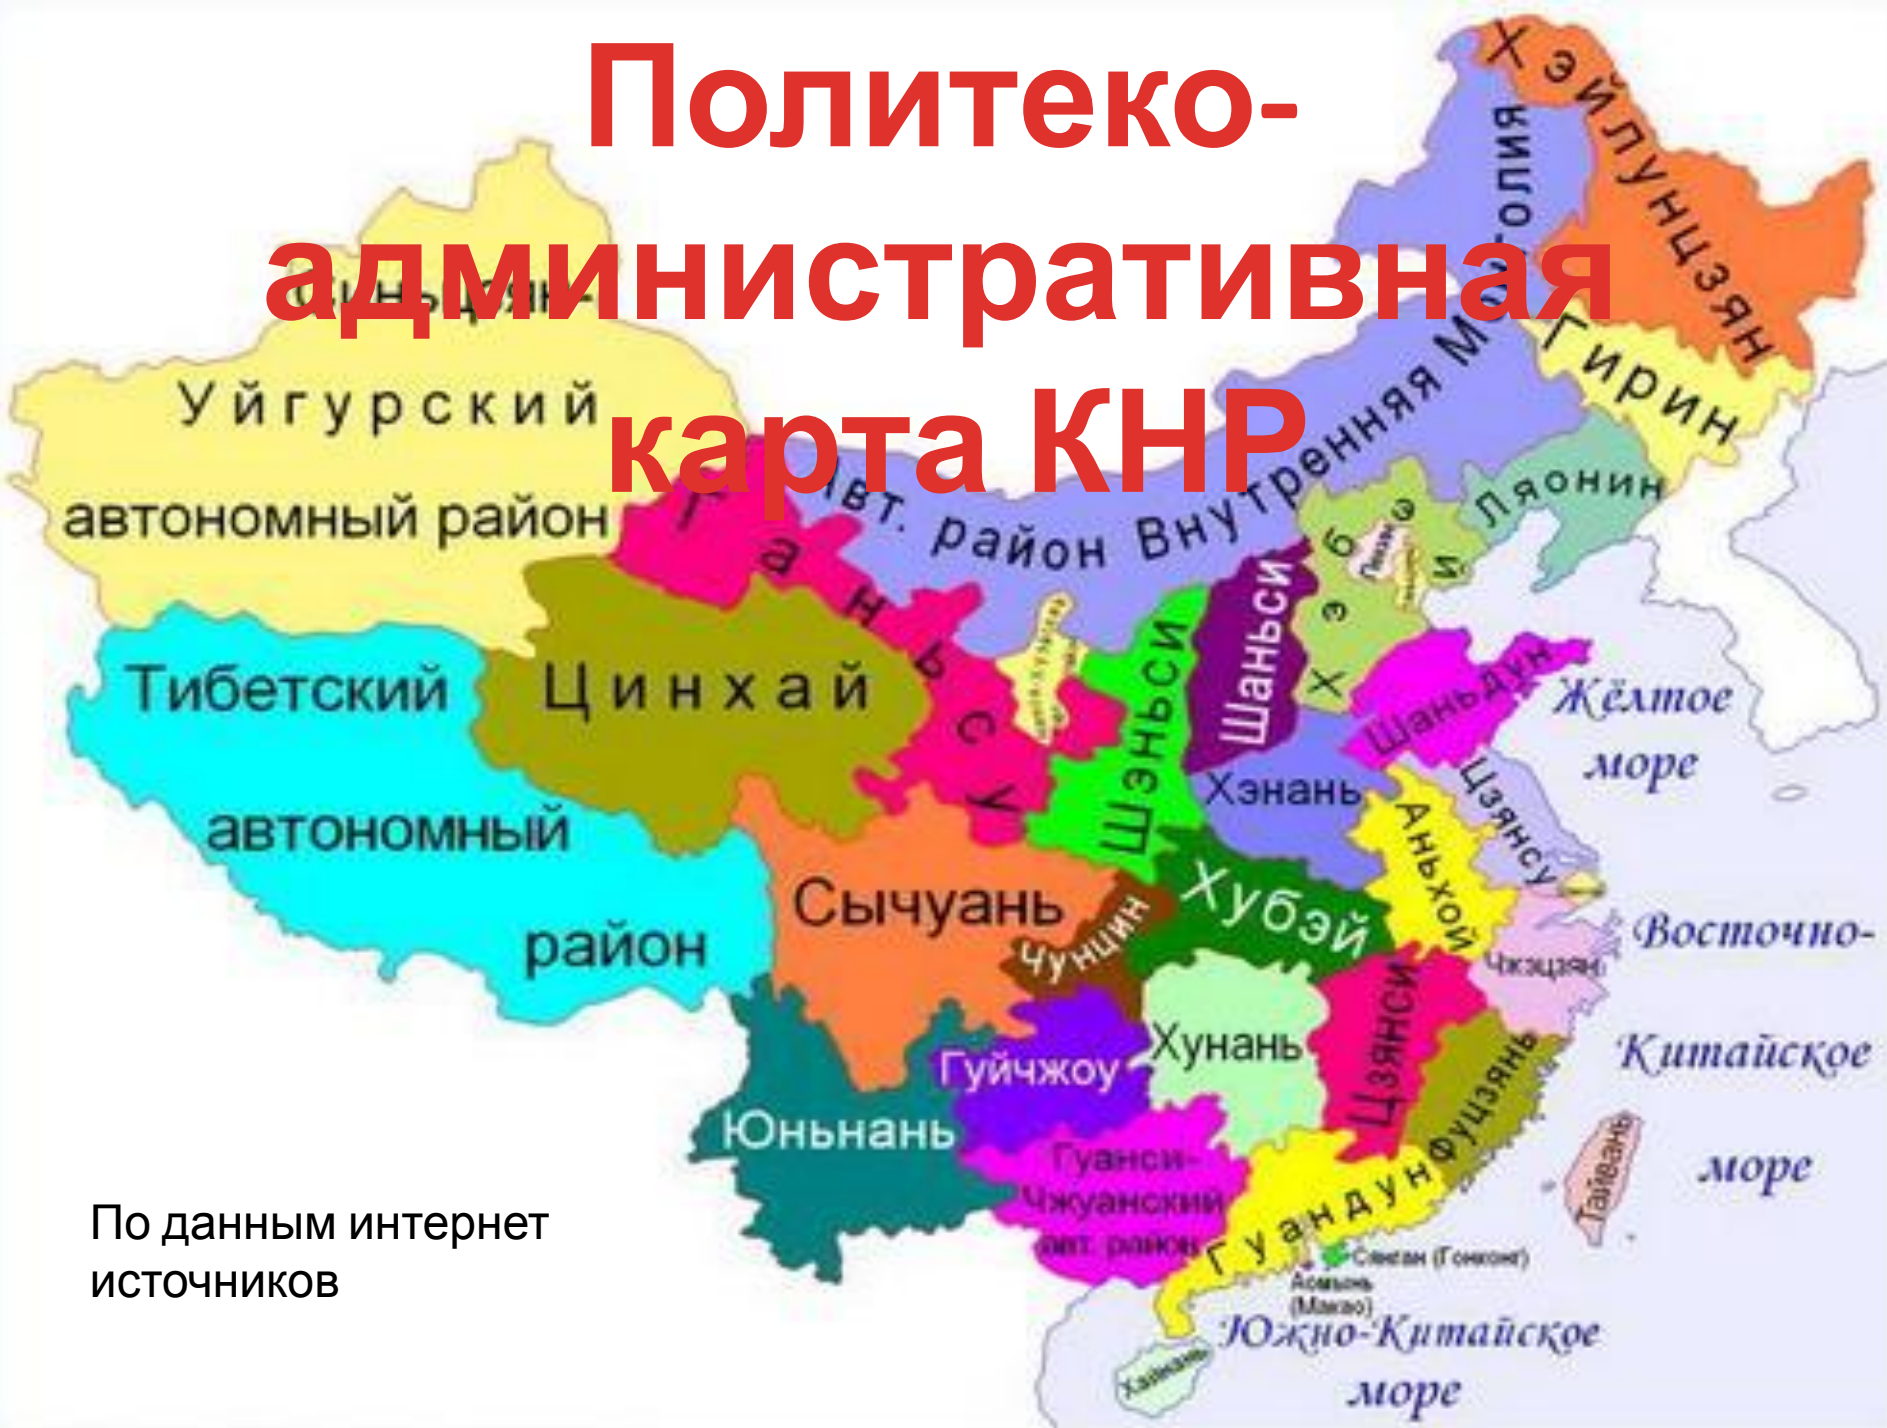 Политеко-
административная
карта КНР
Хэйлунцзян
Уйгурский
автономный район
Авт. район Внутренняя Монголия
Гирин
Ляонин
Ганьсу
Хэбэй
Шаньси
Шэньси
Шаньдун
Тибетский
автономный
район
Цинхай
Жёлтое
море
Хэнань
Цзянсу
Аньхой
Сычуань
Чунцин
Хубэй
Чжэцзян
Восточно-
Китайское
море
Хунань
Цзянси
Фуцзянь
Гуйчжоу
Юньнань
Гуанси-
Чжуанский
авт.
Гуандун
Тайвань
Сянган (Гонконг)
Аомынь
(Макао)
Южно-Китайское
море
Хайнань
По данным интернет
источников